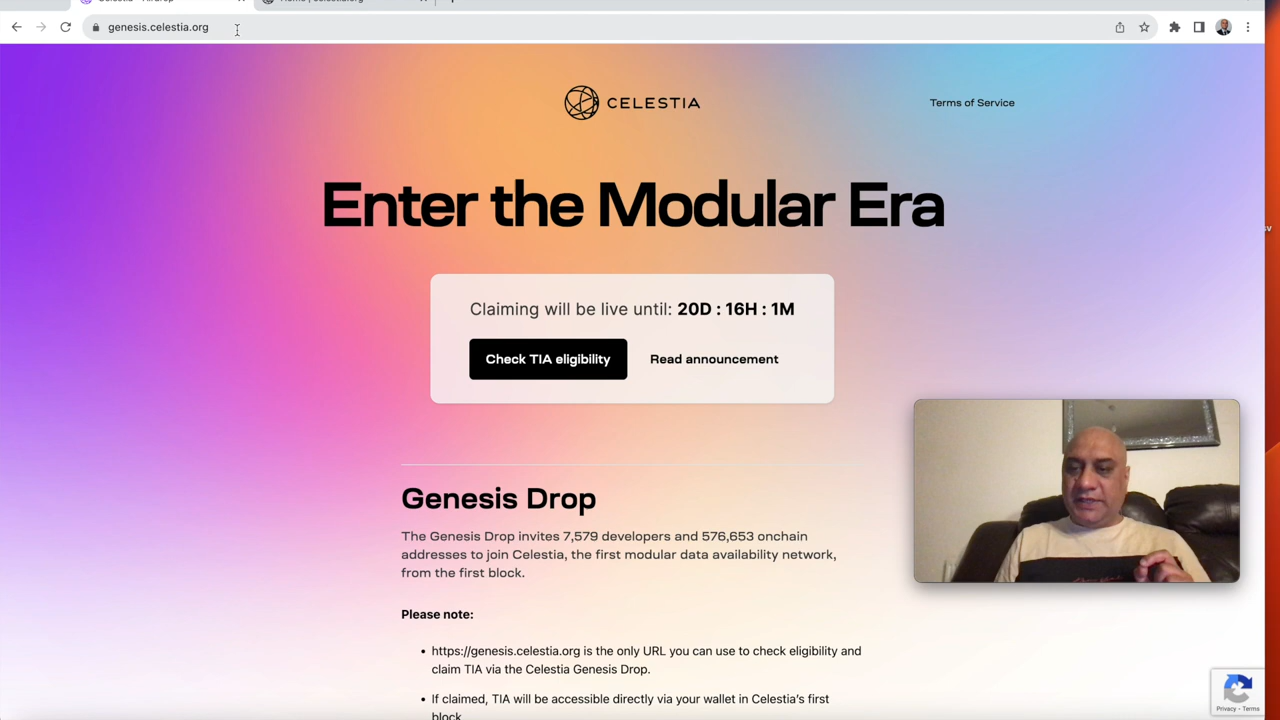 genesis.celestia.org
CELESTIA
Terms of Service
Enter the Modular Era
Claiming will be live until: 20D : 16H : 1M
Check TIA eligibility
Read announcement
Genesis Drop
The Genesis Drop invites 7,579 developers and 576,653 onchain
addresses to join Celestia, the first modular data availability network,
from the first block.
Please note:
• https://genesis.celestia.org is the only URL you can use to check eligibility and
claim TIA via the Celestia Genesis Drop.
• If claimed, TIA will be accessible directly via your wallet in Celestia's first
block
Privacy - Terms